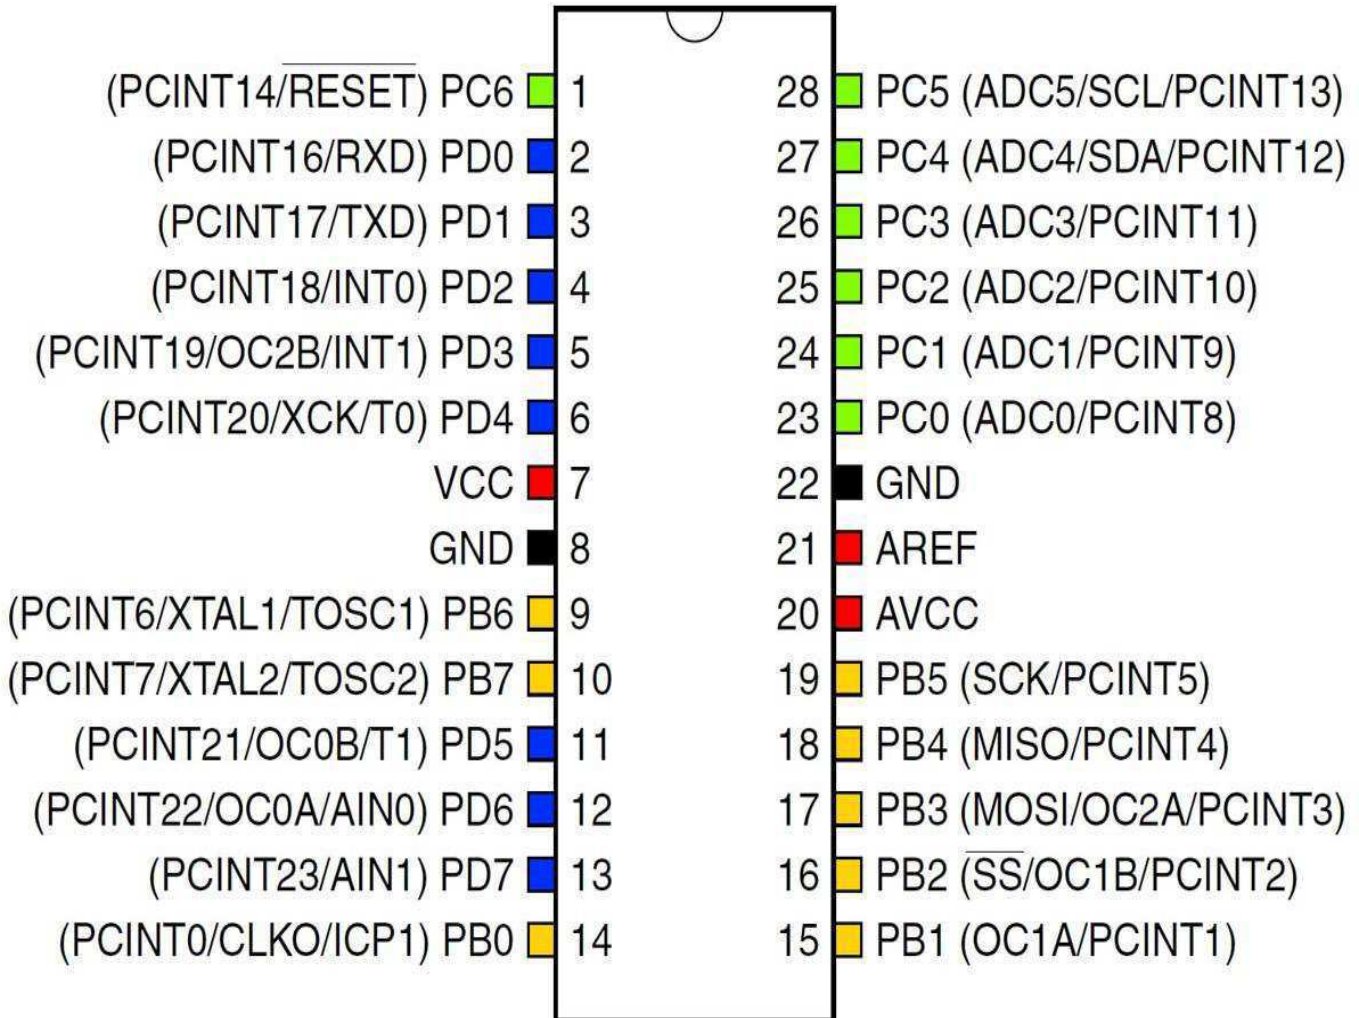 (PCINT14/RESET) PC6 1 28 PC5 (ADC5/SCL/PCINT13)
(PCINT16/RXD) PD0 2 27 PC4 (ADC4/SDA/PCINT12)
(PCINT17/TXD) PD1 3 26 PC3 (ADC3/PCINT11)
(PCINT18/INT0) PD2 4 25 PC2 (ADC2/PCINT10)
(PCINT19/OC2B/INT1) PD3 5 24 PC1 (ADC1/PCINT9)
(PCINT20/XCK/T0) PD4 6 23 PC0 (ADC0/PCINT8)
VCC 7 22 GND
GND 8 21 AREF
(PCINT6/XTAL1/TOSC1) PB6 9 20 AVCC
(PCINT7/XTAL2/TOSC2) PB7 10 19 PB5 (SCK/PCINT5)
(PCINT21/OC0B/T1) PD5 11 18 PB4 (MISO/PCINT4)
(PCINT22/OC0A/AIN0) PD6 12 17 PB3 (MOSI/OC2A/PCINT3)
(PCINT23/AIN1) PD7 13 16 PB2 (SS/OC1B/PCINT2)
(PCINT0/CLKO/ICP1) PB0 14 15 PB1 (OC1A/PCINT1)